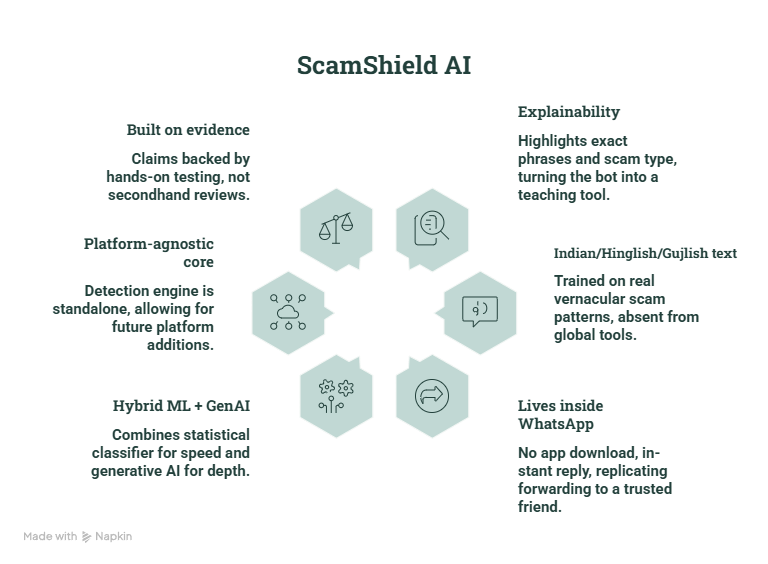 ScamShield AI
Built on evidence
Claims backed by
hands-on testing, not
secondhand reviews.
Platform-agnostic
core
Detection engine is
standalone, allowing for
future platform
additions.
Hybrid ML + GenAI
Combines statistical
classifier for speed and
generative AI for depth.
Explainability
Highlights exact
phrases and scam type,
turning the bot into a
teaching tool.
Indian/Hinglish/Gujlish text
Trained on real
vernacular scam
patterns, absent from
global tools.
Lives inside
WhatsApp
No app download, in-
stant reply, replicating
forwarding to a trusted
friend.
Made with Napkin